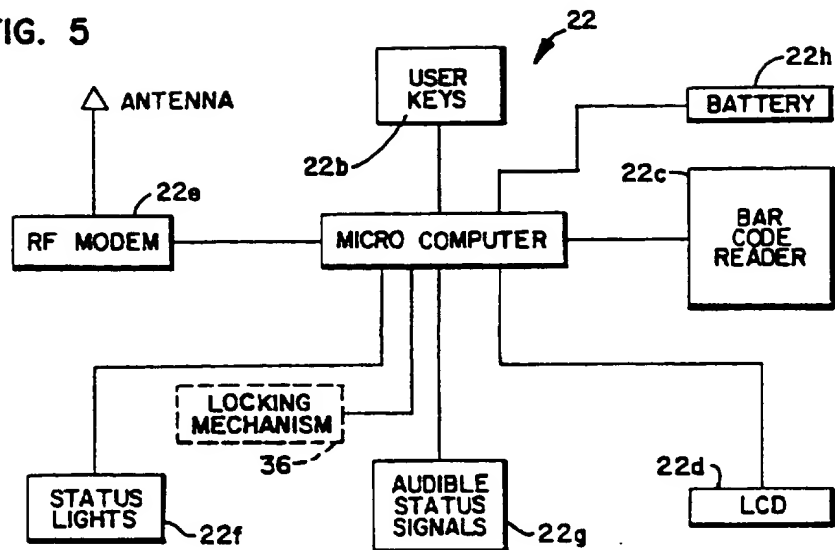 FIG. 5
22
USER
KEYS
22b
22h
BATTERY
ANTENNA
22e
RF MODEM
MICRO COMPUTER
22c
BAR
CODE
READER
LOCKING
MECHANISM
36
STATUS
LIGHTS
22f
AUDIBLE
STATUS
SIGNALS
22g
22d
LCD